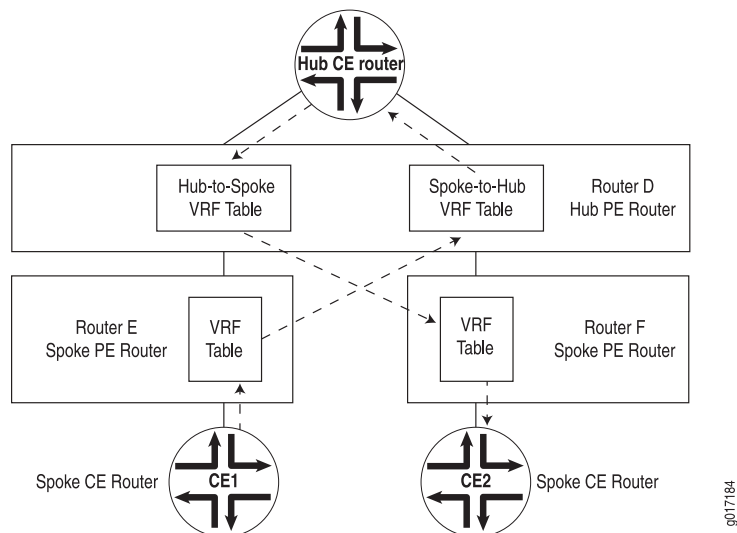 Hub CE router
Hub-to-Spoke
VRF Table
Spoke-to-Hub
VRF Table
Router D
Hub PE Router
Router E
Spoke PE Router
VRF
Table
VRF
Table
Router F
Spoke PE Router
Spoke CE Router
CE1
CE2
Spoke CE Router
g017184